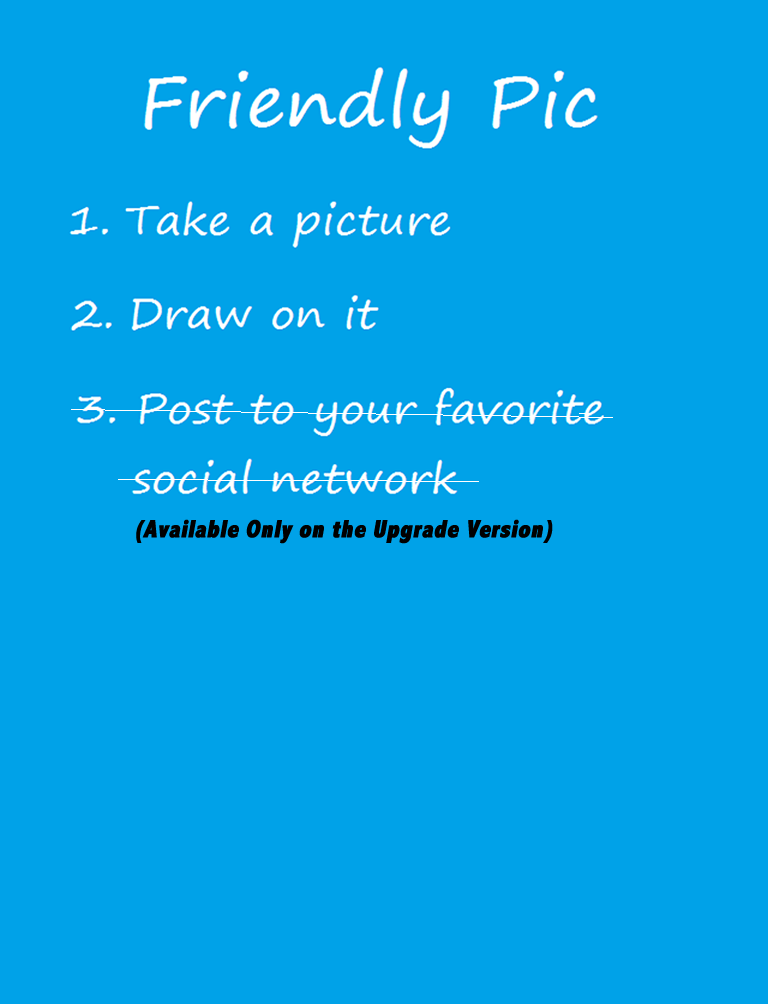 Friendly Pic
1. Take a picture
2. Draw on it
3. Post to your favorite
social network
(Available Only on the Upgrade Version)